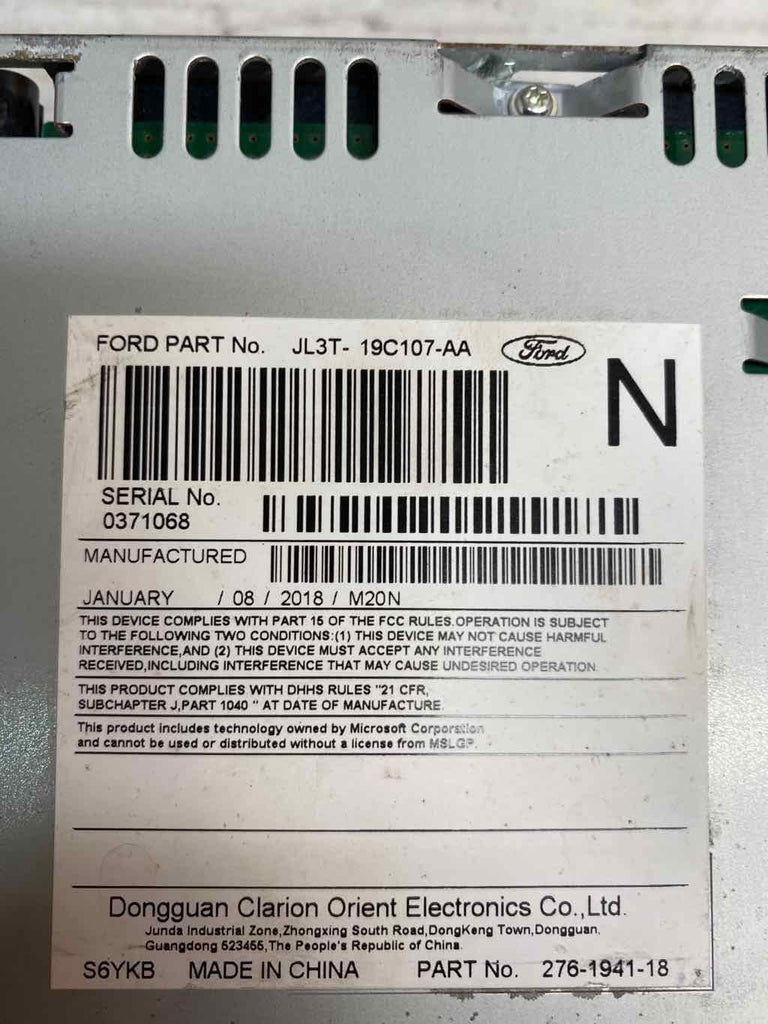 FORD PART No. JL3T- 19C107-AA Ford
N
SERIAL No.
0371068
MANUFACTURED
JANUARY / 08 / 2018 / M20N
THIS DEVICE COMPLIES WITH PART 15 OF THE FCC RULES.OPERATION IS SUBJECT
TO THE FOLLOWING TWO CONDITIONS:(1) THIS DEVICE MAY NOT CAUSE HARMFUL
INTERFERENCE,AND (2) THIS DEVICE MUST ACCEPT ANY INTERFERENCE
RECEIVED,INCLUDING INTERFERENCE THAT MAY CAUSE UNDESIRED OPERATION.
THIS PRODUCT COMPLIES WITH DHHS RULES "21 CFR,
SUBCHAPTER J,PART 1040 " AT DATE OF MANUFACTURE.
This product includes technology owned by Microsoft Corporation
and cannot be used or distributed without a license from MSLGP.
Dongguan Clarion Orient Electronics Co.,Ltd.
Junda Industrial Zone,Zhongxing South Road,DongKeng Town,Dongguan,
Guangdong 523455,The People's Republic of China.
S6YKB MADE IN CHINA PART No. 276-1941-18